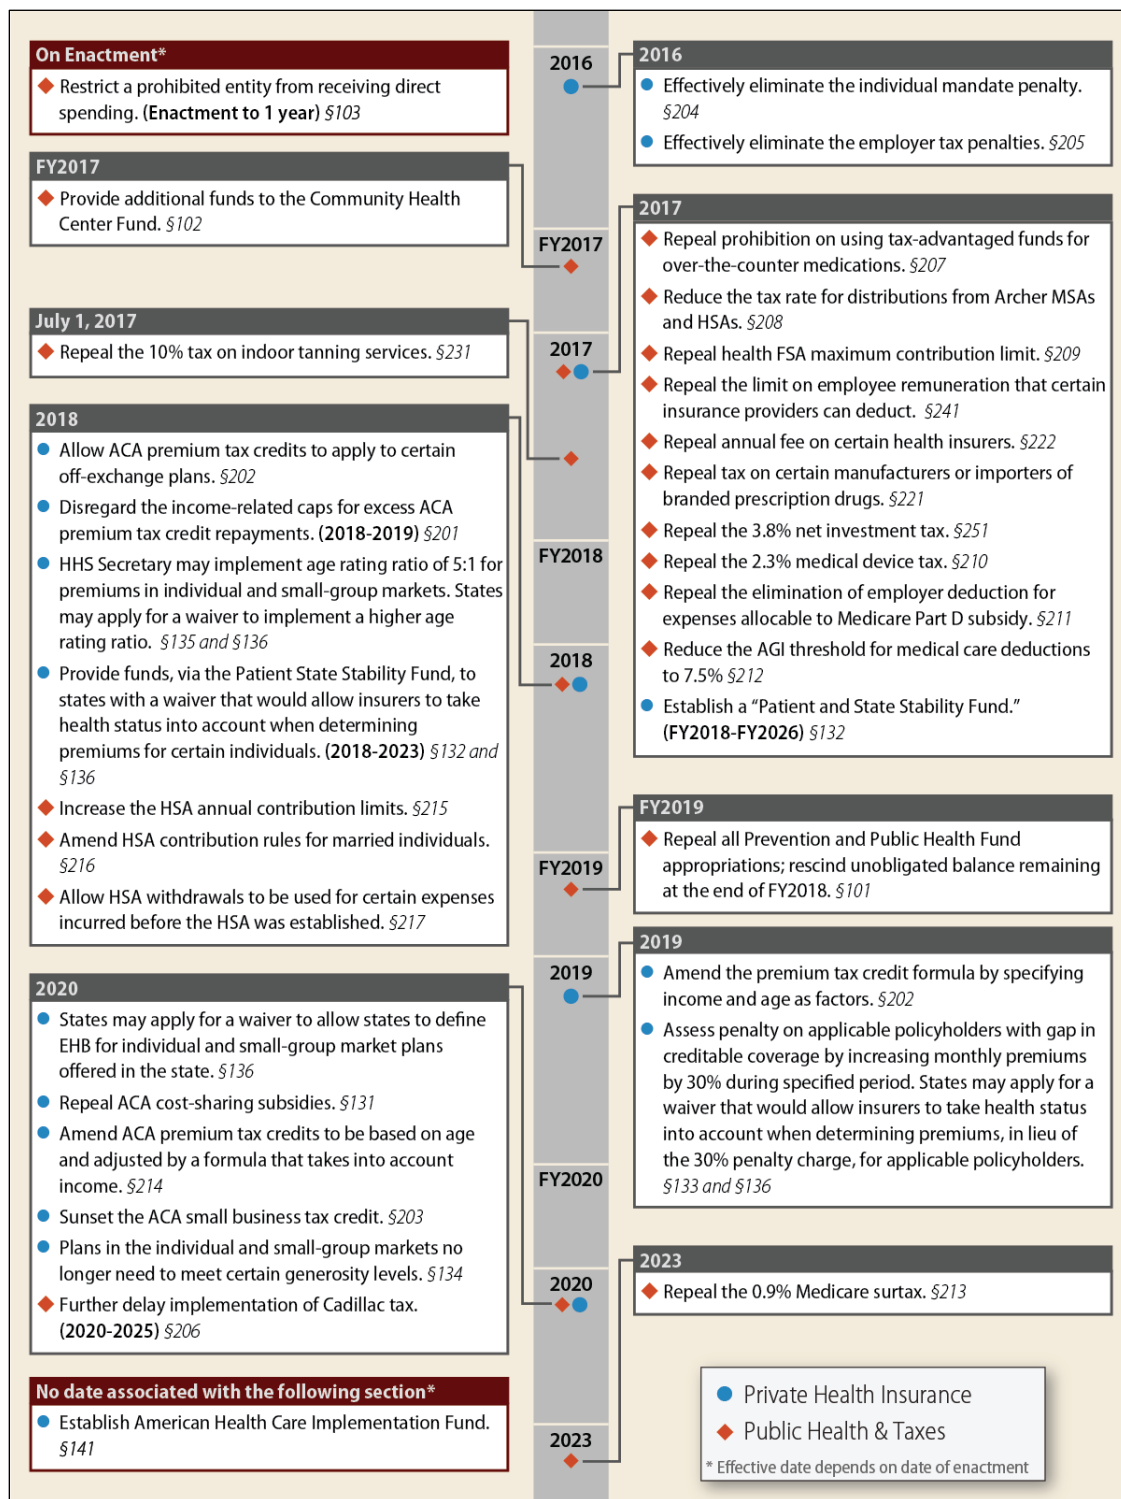 On Enactment*
Restrict a prohibited entity from receiving direct
spending. (Enactment to 1 year) §103
FY2017
Provide additional funds to the Community Health
Center Fund. §102
July 1, 2017
Repeal the 10% tax on indoor tanning services. §231
2018
Allow ACA premium tax credits to apply to certain
off-exchange plans. §202
Disregard the income-related caps for excess ACA
premium tax credit repayments. (2018-2019) §201
HHS Secretary may implement age rating ratio of 5:1 for
premiums in individual and small-group markets. States
may apply for a waiver to implement a higher age
rating ratio. §135 and §136
Provide funds, via the Patient State Stability Fund, to
states with a waiver that would allow insurers to take
health status into account when determining
premiums for certain individuals. (2018-2023) §132 and
§136
Increase the HSA annual contribution limits. §215
Amend HSA contribution rules for married individuals.
§216
Allow HSA withdrawals to be used for certain expenses
incurred before the HSA was established. §217
2020
States may apply for a waiver to allow states to define
EHB for individual and small-group market plans
offered in the state. §136
Repeal ACA cost-sharing subsidies. §131
Amend ACA premium tax credits to be based on age
and adjusted by a formula that takes into account
income. §214
Sunset the ACA small business tax credit. §203
Plans in the individual and small-group markets no
longer need to meet certain generosity levels. §134
Further delay implementation of Cadillac tax.
(2020-2025) §206
No date associated with the following section*
Establish American Health Care Implementation Fund.
§141
2016
FY2017
2017
FY2018
2018
FY2019
2019
FY2020
2020
2023
2016
Effectively eliminate the individual mandate penalty.
§204
Effectively eliminate the employer tax penalties. §205
2017
Repeal prohibition on using tax-advantaged funds for
over-the-counter medications. §207
Reduce the tax rate for distributions from Archer MSAs
and HSAs. §208
Repeal health FSA maximum contribution limit. §209
Repeal the limit on employee remuneration that certain
insurance providers can deduct. §241
Repeal annual fee on certain health insurers. §222
Repeal tax on certain manufacturers or importers of
branded prescription drugs. §221
Repeal the 3.8% net investment tax. §251
Repeal the 2.3% medical device tax. §210
Repeal the elimination of employer deduction for
expenses allocable to Medicare Part D subsidy. §211
Reduce the AGI threshold for medical care deductions
to 7.5% §212
Establish a “Patient and State Stability Fund.”
(FY2018-FY2026) §132
FY2019
Repeal all Prevention and Public Health Fund
appropriations; rescind unobligated balance remaining
at the end of FY2018. §101
2019
Amend the premium tax credit formula by specifying
income and age as factors. §202
Assess penalty on applicable policyholders with gap in
creditable coverage by increasing monthly premiums
by 30% during specified period. States may apply for a
waiver that would allow insurers to take health status
into account when determining premiums, in lieu of
the 30% penalty charge, for applicable policyholders.
§133 and §136
2023
Repeal the 0.9% Medicare surtax. §213
Private Health Insurance
Public Health & Taxes
* Effective date depends on date of enactment